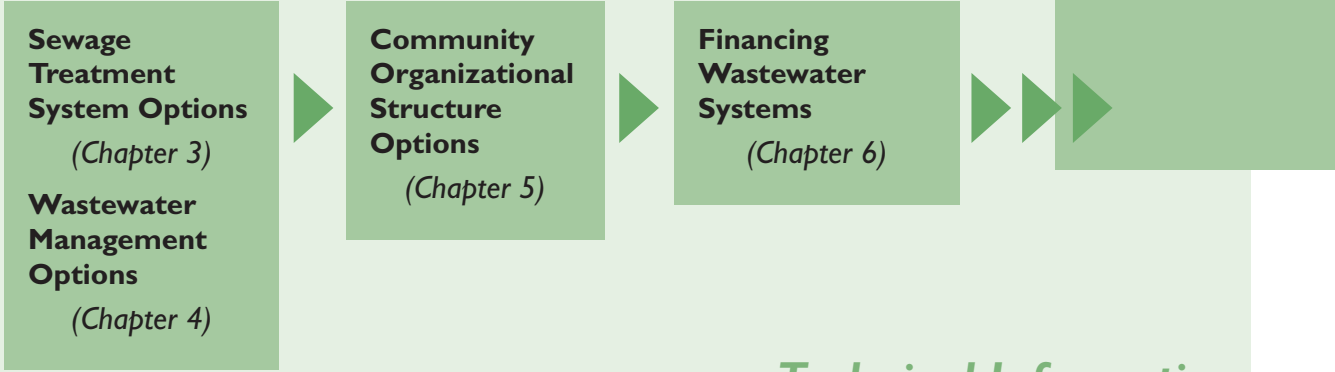 Sewage
Treatment
System Options
(Chapter 3)
Wastewater
Management
Options
(Chapter 4)
Community
Organizational
Structure
Options
(Chapter 5)
Financing
Wastewater
Systems
(Chapter 6)